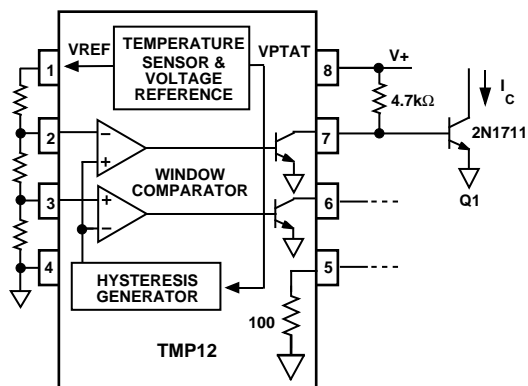 TEMPERATURE
SENSOR &
VOLTAGE
REFERENCE
VREF
VPTAT
1
2
3
4
8
7
6
5
V+
4.7kΩ
I C
2N1711
Q1
−
+
WINDOW
COMPARATOR
+
−
HYSTERESIS
GENERATOR
100
TMP12